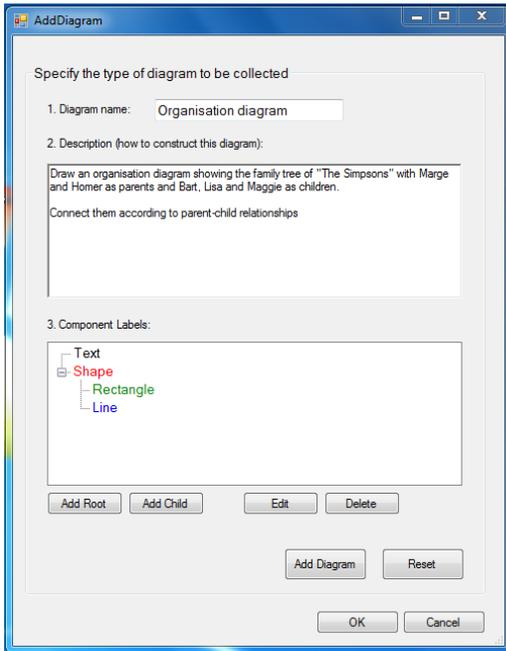 AddDiagram
Specify the type of diagram to be collected
1. Diagram name:
Organisation diagram
2. Description (how to construct this diagram):
Draw an organisation diagram showing the family tree of "The Simpsons" with Marge
and Homer as parents and Bart, Lisa and Maggie as children.
Connect them according to parent-child relationships
3. Component Labels:
Text
Shape
Rectangle
Line
Add Root
Add Child
Edit
Delete
Add Diagram
Reset
OK
Cancel